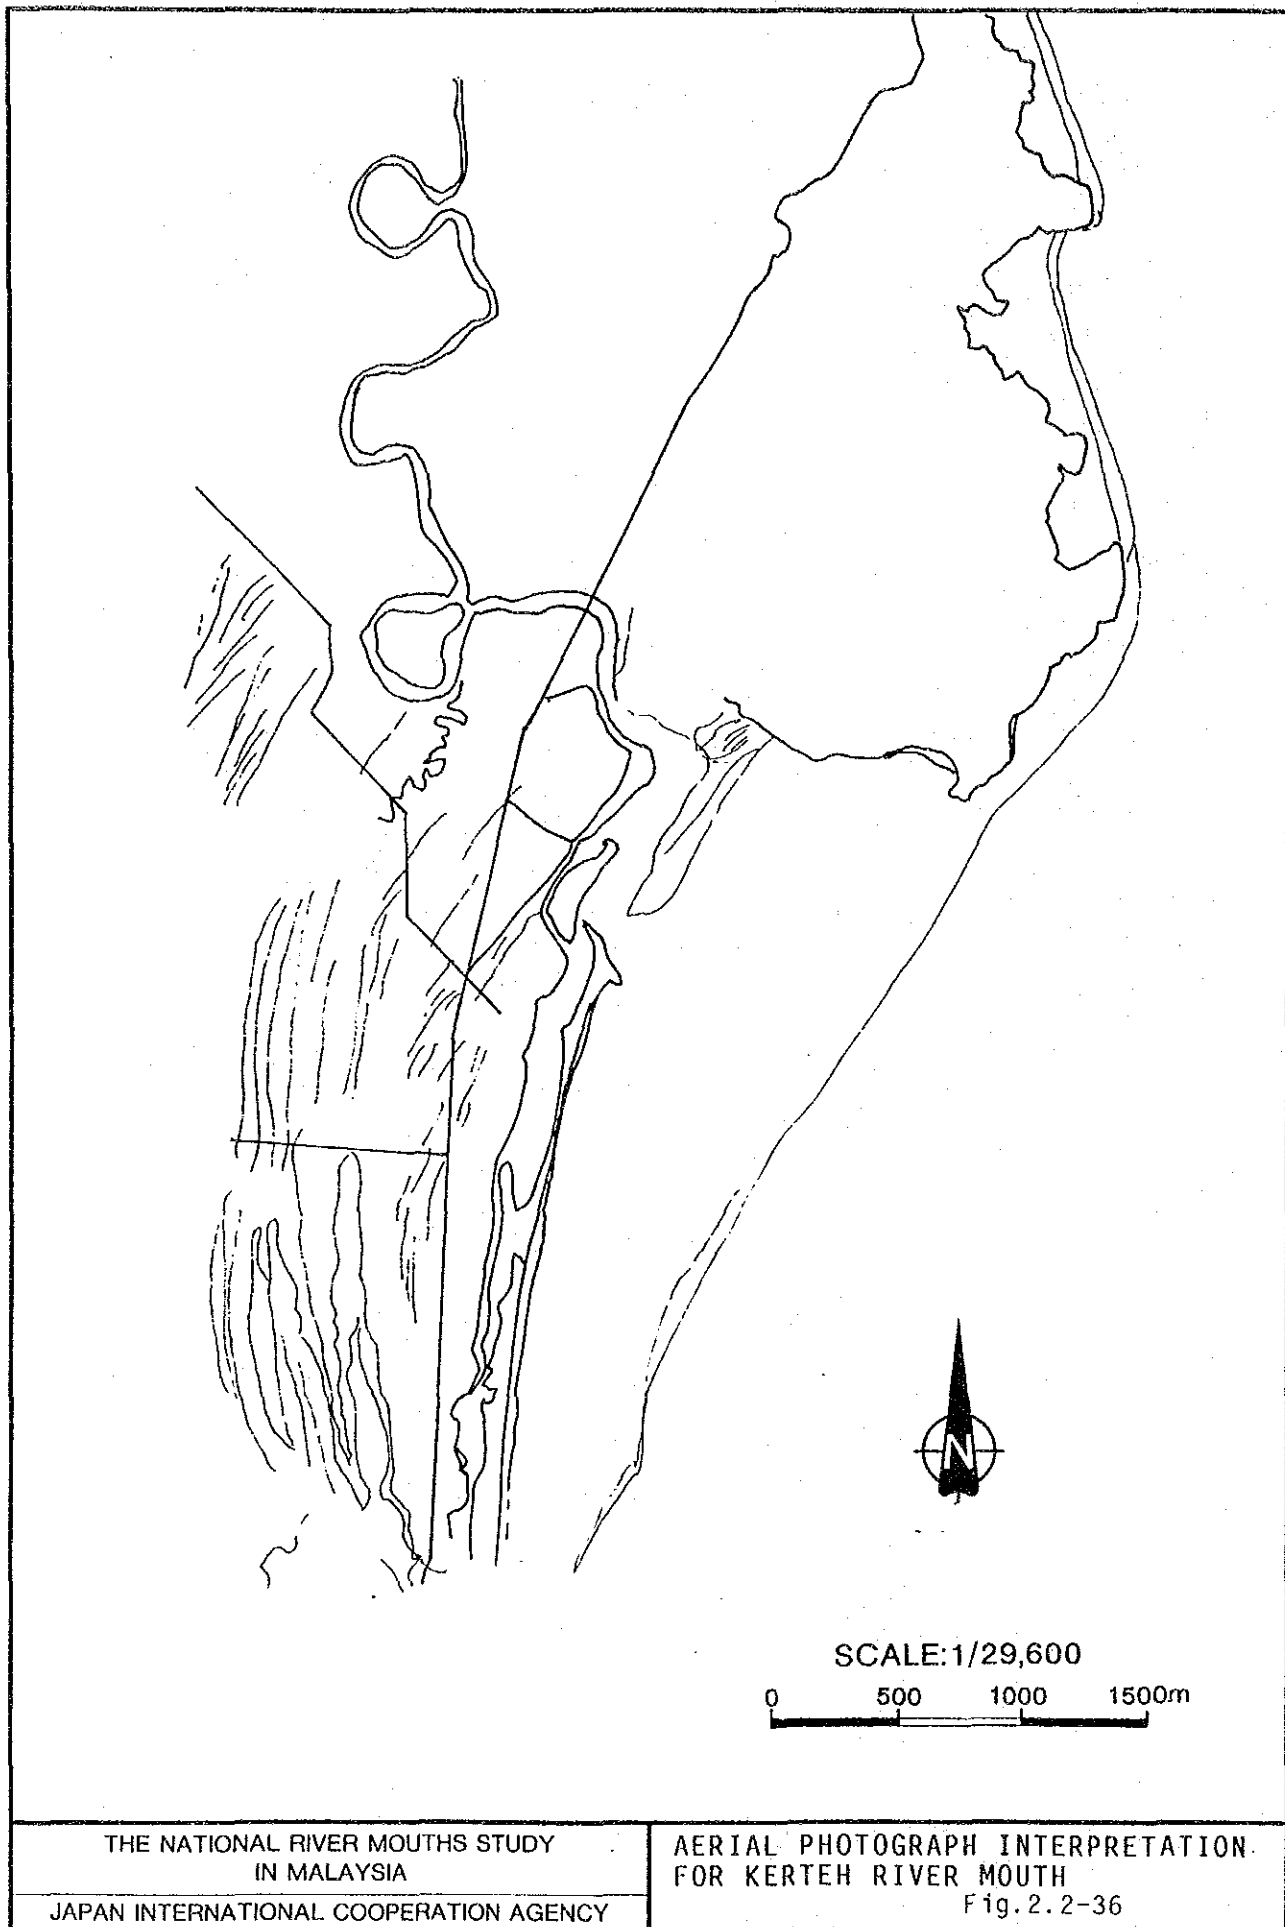 N
SCALE:1/29,600
0 500 1000 1500m
THE NATIONAL RIVER MOUTHS STUDY
IN MALAYSIA
JAPAN INTERNATIONAL COOPERATION AGENCY
AERIAL PHOTOGRAPH INTERPRETATION
FOR KERTEH RIVER MOUTH
Fig.2.2-36